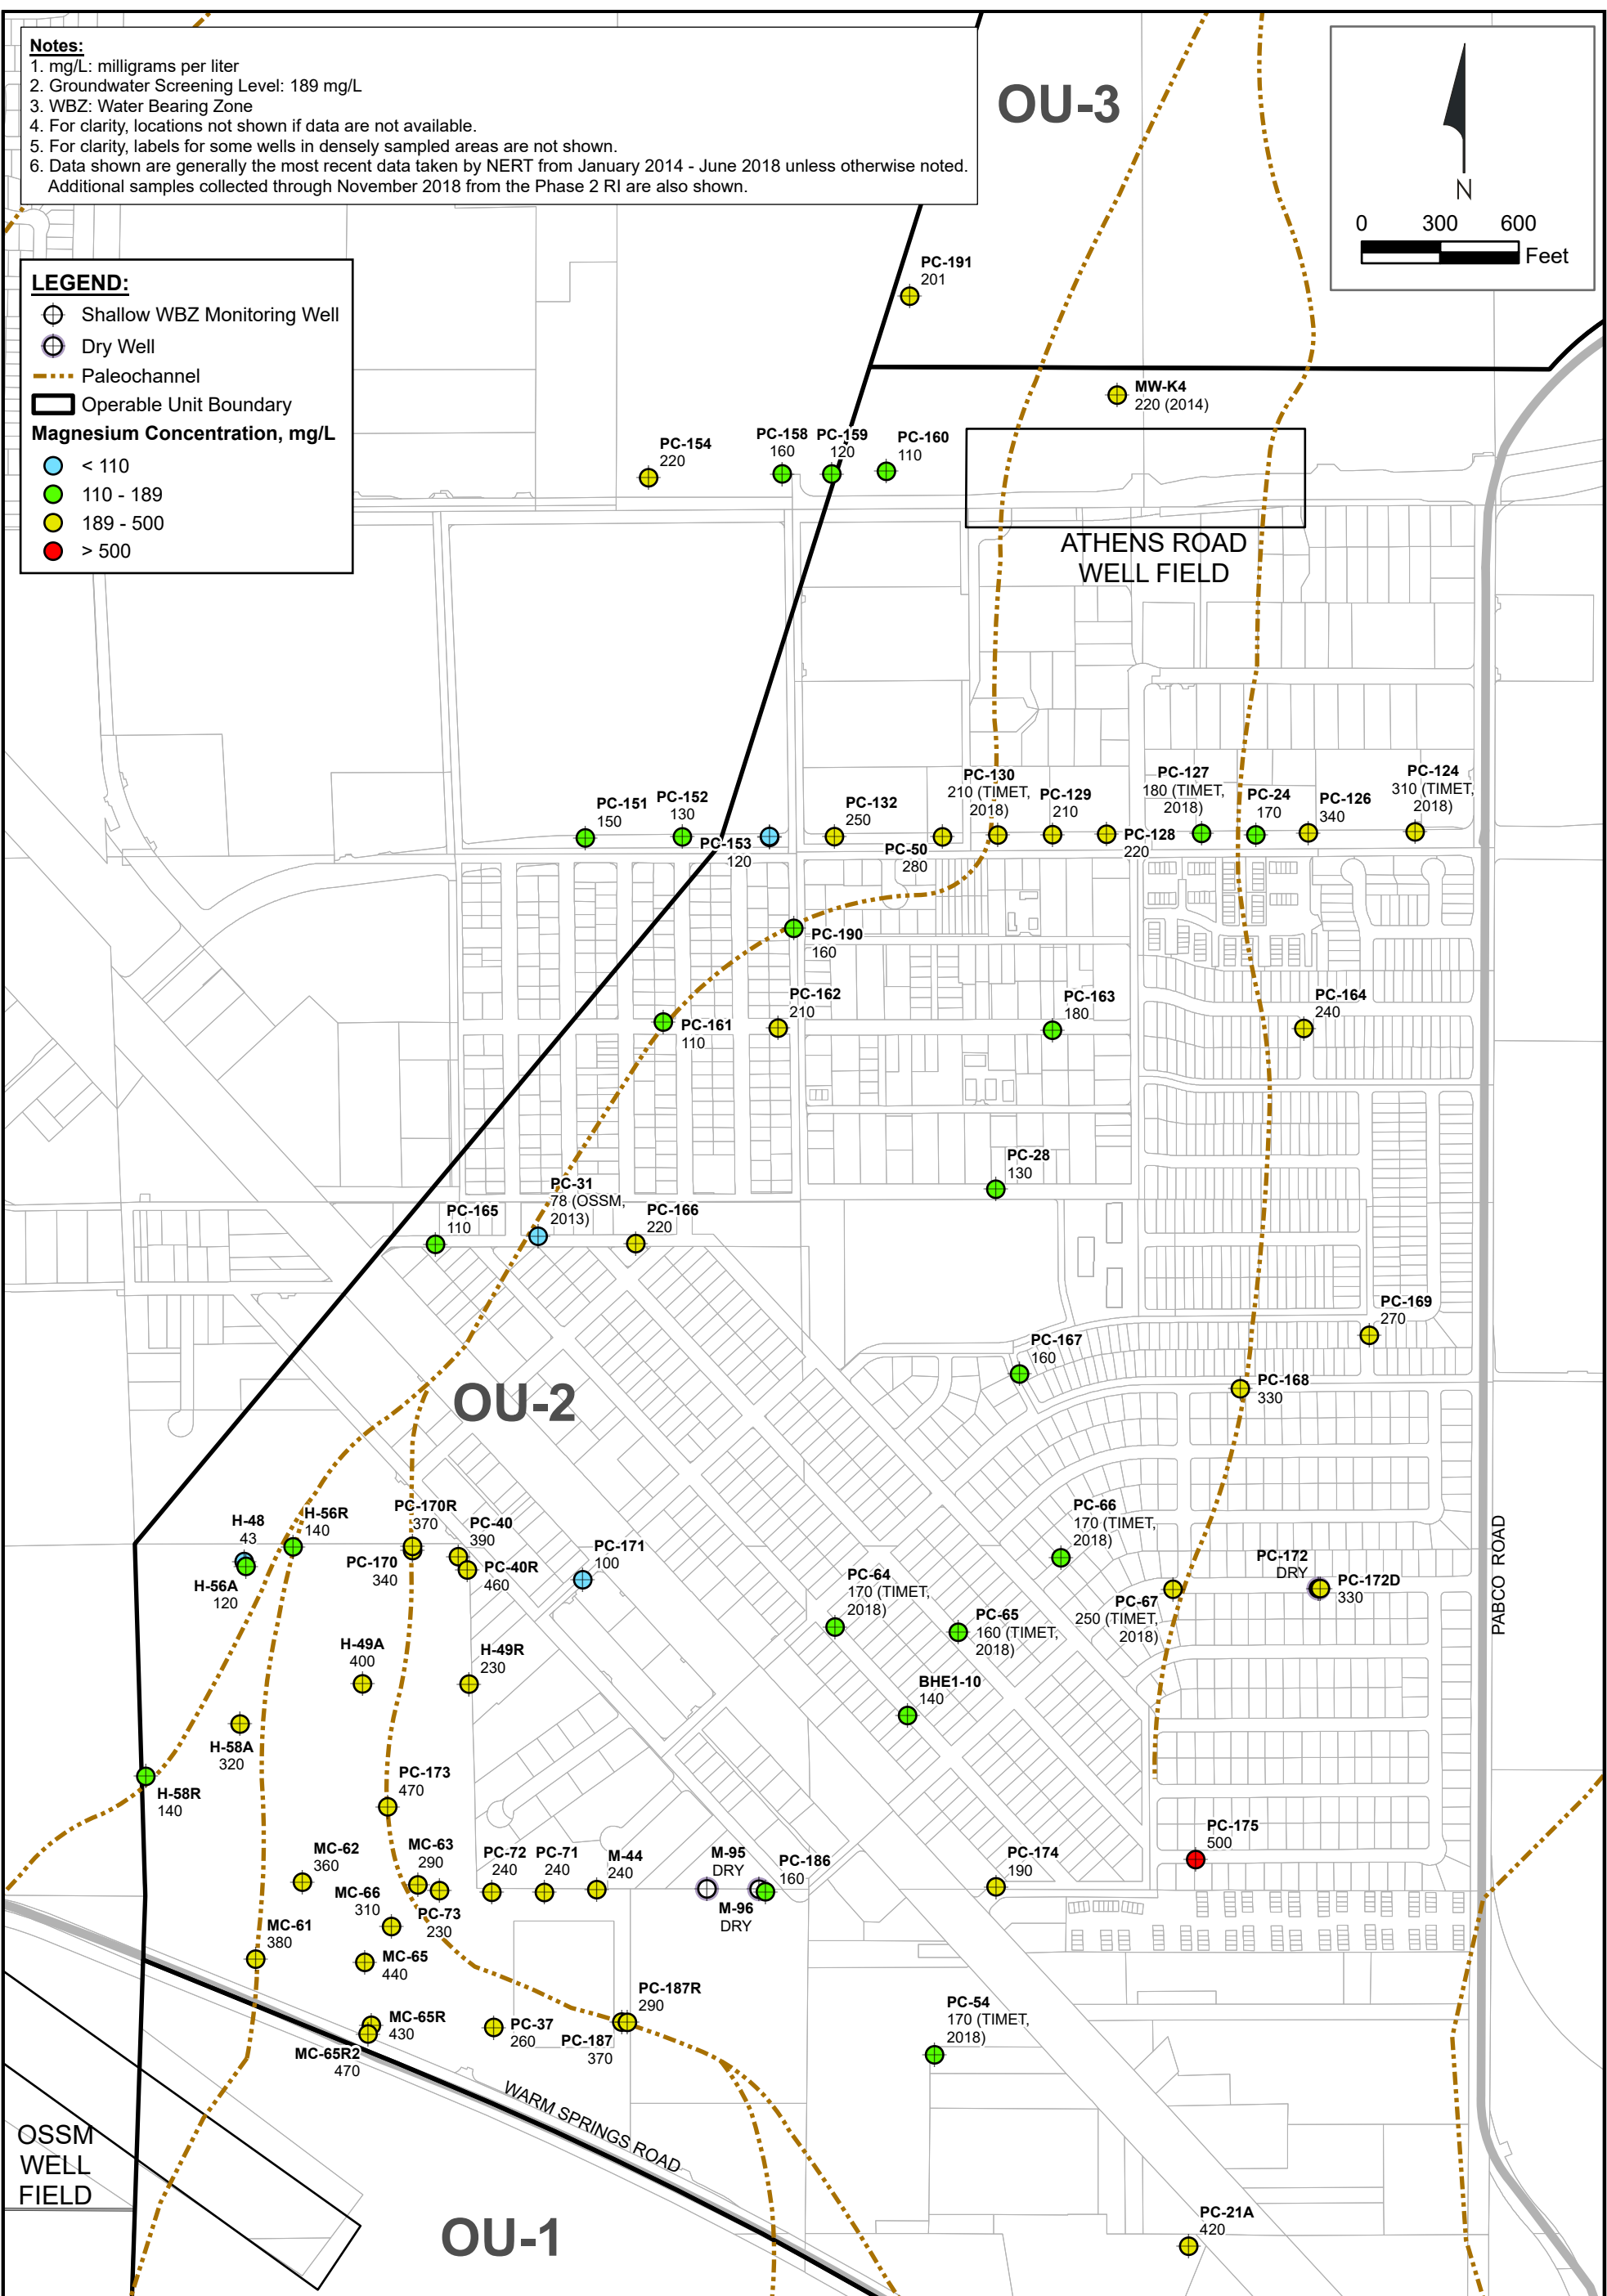 Notes:
1. mg/L: milligrams per liter
2. Groundwater Screening Level: 189 mg/L
3. WBZ: Water Bearing Zone
4. For clarity, locations not shown if data are not available.
5. For clarity, labels for some wells in densely sampled areas are not shown.
6. Data shown are generally the most recent data taken by NERT from January 2014 - June 2018 unless otherwise noted.
Additional samples collected through November 2018 from the Phase 2 RI are also shown.
OU-3
N
0 300 600
Feet
LEGEND:
Shallow WBZ Monitoring Well
Dry Well
Paleochannel
Operable Unit Boundary
Magnesium Concentration, mg/L
< 110
110 - 189
189 - 500
> 500
PC-191
201
MW-K4
220 (2014)
PC-154
220
PC-158
160
PC-159
120
PC-160
110
ATHENS ROAD
WELL FIELD
PC-151
150
PC-152
130
PC-153
120
PC-132
250
PC-50
280
PC-130
210 (TIMET,
2018)
PC-129
210
PC-128
220
PC-127
180 (TIMET,
2018)
PC-24
170
PC-126
340
PC-124
310 (TIMET,
2018)
PC-190
160
PC-162
210
PC-161
110
PC-163
180
PC-164
240
PC-28
130
PC-31
78 (OSSM,
2013)
PC-165
110
PC-166
220
PC-169
270
PC-167
160
PC-168
330
OU-2
H-48
43
H-56R
140
H-56A
120
PC-170R
370
PC-170
340
PC-40
390
PC-40R
460
PC-171
100
PC-66
170 (TIMET,
2018)
PC-64
170 (TIMET,
2018)
PC-65
160 (TIMET,
2018)
PC-67
250 (TIMET,
2018)
PC-172
DRY
PC-172D
330
PABCO ROAD
H-49A
400
H-49R
230
BHE1-10
140
H-58A
320
H-58R
140
PC-173
470
PC-175
500
MC-62
360
MC-63
290
PC-72
240
PC-71
240
M-44
240
M-95
DRY
PC-186
160
M-96
DRY
PC-174
190
MC-66
310
PC-73
230
MC-61
380
MC-65
440
MC-65R
430
MC-65R2
470
PC-37
260
PC-187R
290
PC-187
370
PC-54
170 (TIMET,
2018)
WARM SPRINGS ROAD
OSSM
WELL
FIELD
OU-1
PC-21A
420